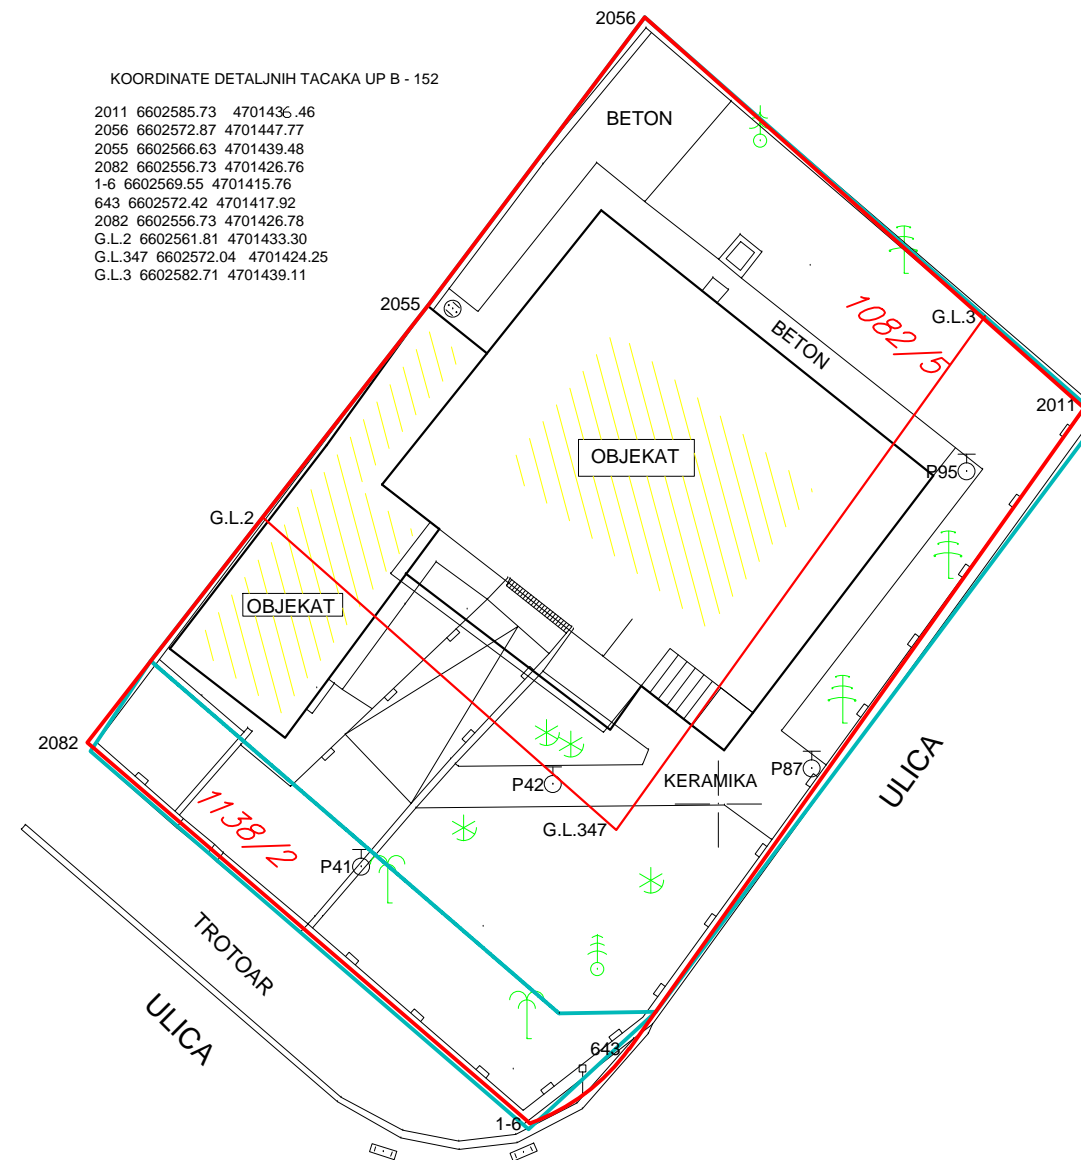 2056
KOORDINATE DETALJNIH TACAKA UP B - 152
2011 6602585.73 4701436.46
2056 6602572.87 4701447.77
2055 6602566.63 4701439.48
2082 6602556.73 4701426.76
1-6 6602569.55 4701415.76
643 6602572.42 4701417.92
2082 6602556.73 4701426.78
G.L.2 6602561.81 4701433.30
G.L.347 6602572.04 4701424.25
G.L.3 6602582.71 4701439.11
BETON
2055
1082/5
G.L.3
BETON
2011
OBJEKAT
P95
G.L.2
OBJEKAT
2082
ULICA
P87
KERAMIKA
P42
1138/2
G.L.347
P41
TROTOAR
ULICA
643
1-6